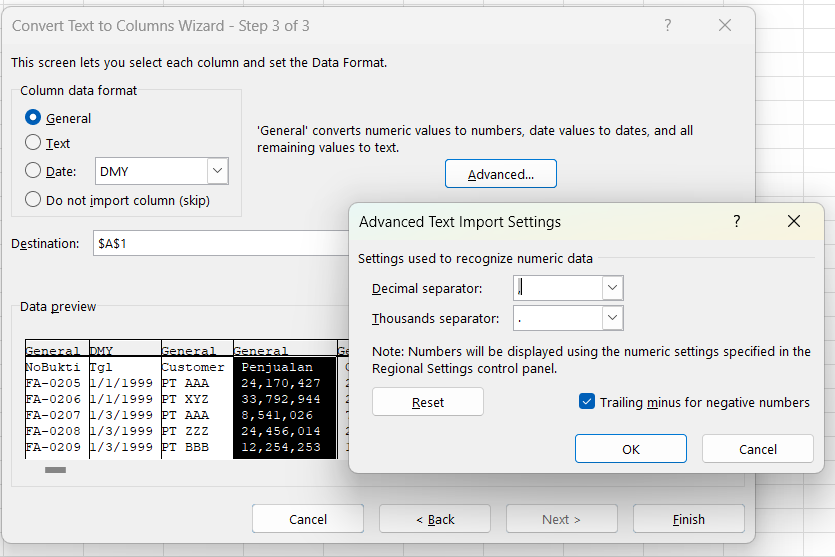 Convert Text to Columns Wizard - Step 3 of 3
This screen lets you select each column and set the Data Format.
Column data format
General
Text
Date: DMY
Do not import column (skip)
'General' converts numeric values to numbers, date values to dates, and all
remaining values to text.
Advanced...
Destination: $A$1
Data preview
General DMY General General
NoBukti Tgl Customer Penjualan
FA-0205 1/1/1999 PT AAA 24,170,427
FA-0206 1/1/1999 PT XYZ 33,792,944
FA-0207 1/3/1999 PT AAA 8,541,026
FA-0208 1/3/1999 PT ZZZ 24,456,014
FA-0209 1/3/1999 PT BBB 12,254,253
Cancel
< Back
Next >
Finish
Advanced Text Import Settings
Settings used to recognize numeric data
Decimal separator: ,
Thousands separator: .
Note: Numbers will be displayed using the numeric settings specified in the
Regional Settings control panel.
Reset
Trailing minus for negative numbers
OK
Cancel